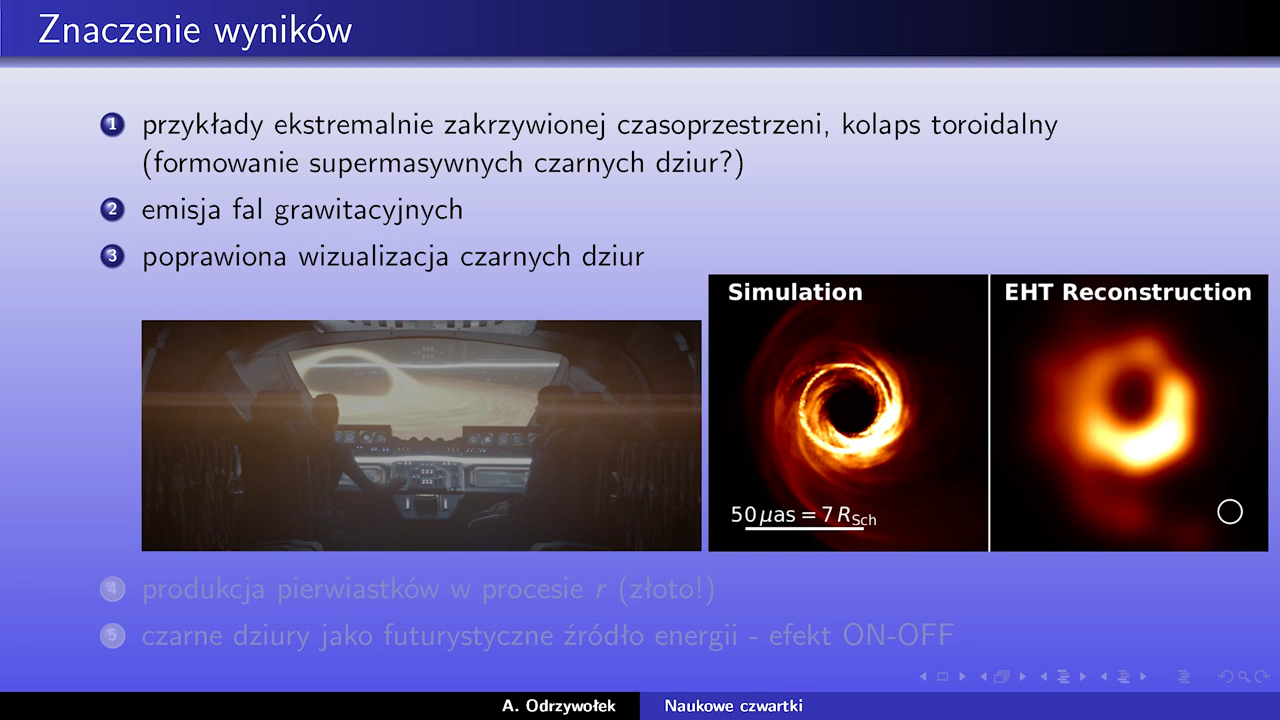 Znaczenie wyników
1 przykłady ekstremalnie zakrzywionej czasoprzestrzeni, kolaps toroidalny
(formowanie supermasywnych czarnych dziur?)
2 emisja fal grawitacyjnych
3 poprawiona wizualizacja czarnych dziur
Simulation
EHT Reconstruction
50 μas = 7 R_Sch
4 produkcja pierwiastków w procesie r (złoto!)
5 czarne dziury jako futurystyczne źródło energii - efekt ON-OFF
A. Odrzywołek
Naukowe czwartki